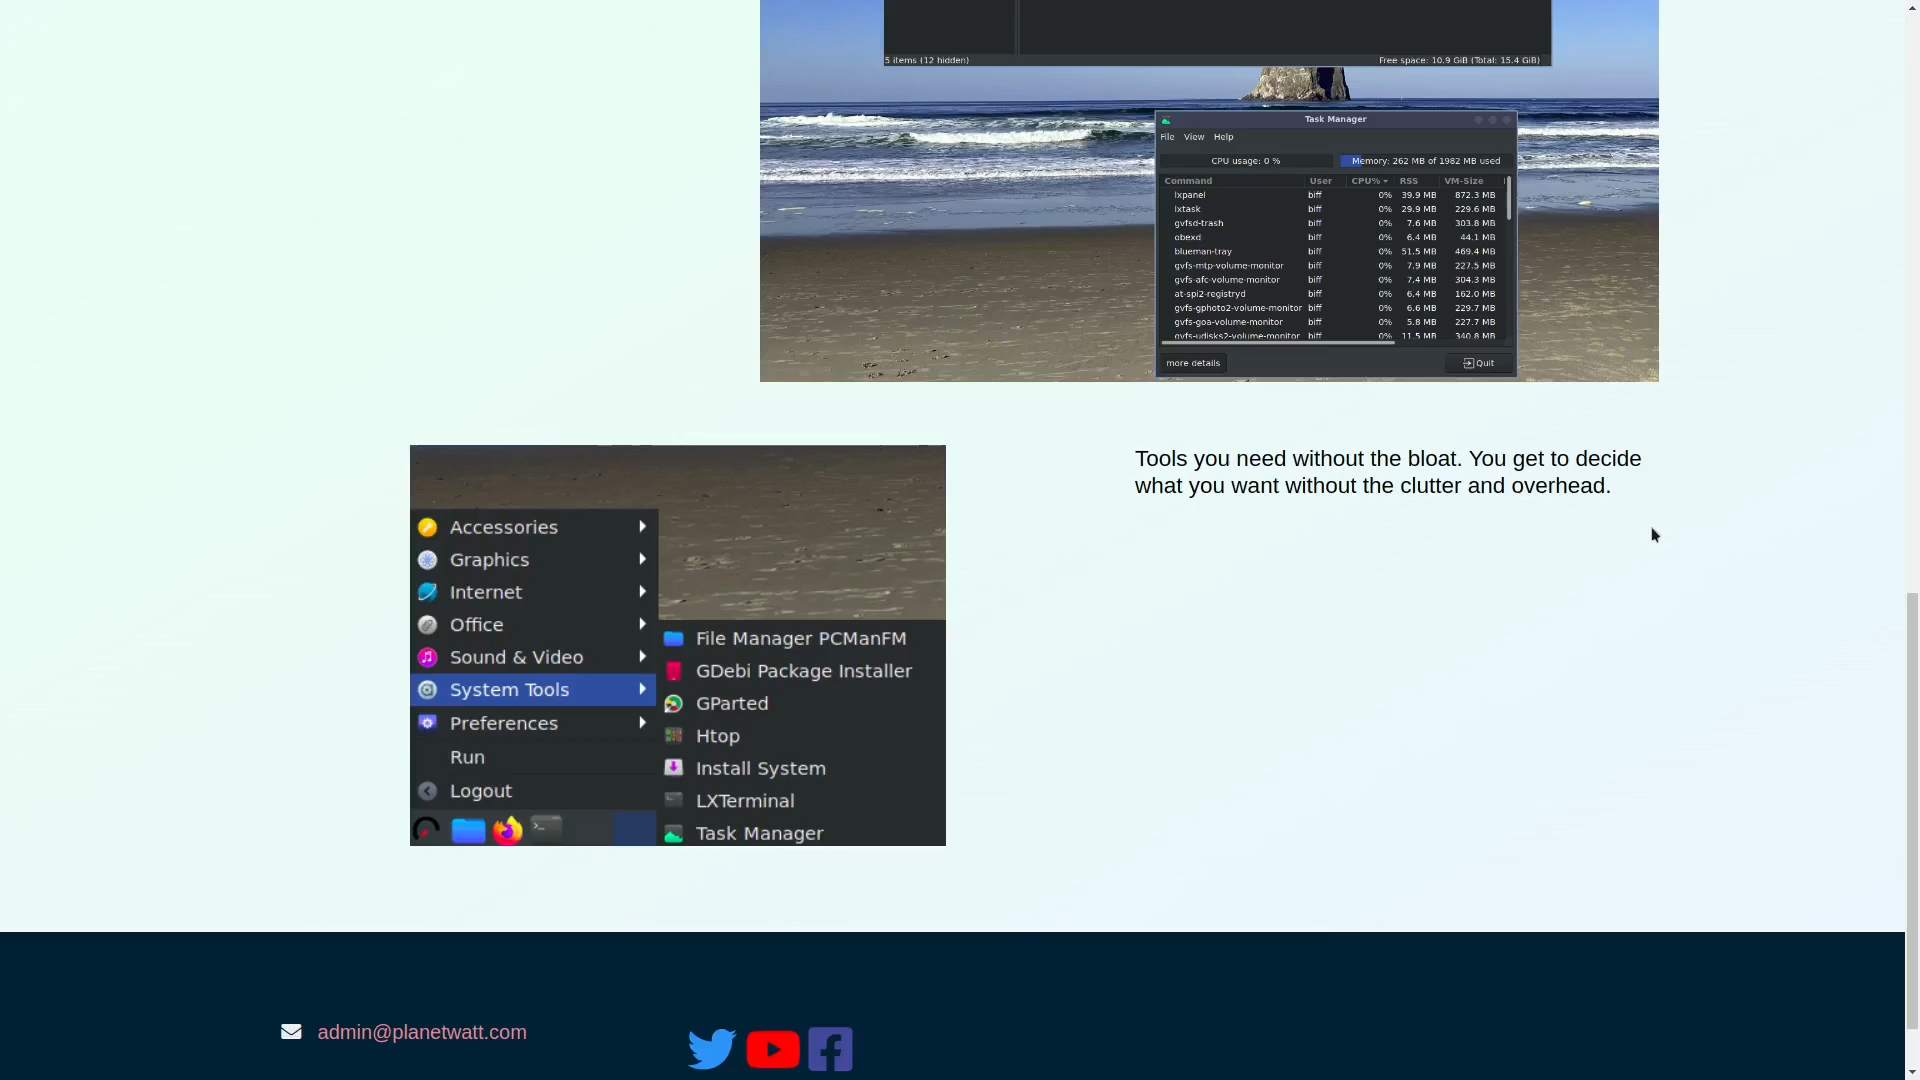 5 items (12 hidden)
Free space: 10.9 GiB (Total: 15.4 GiB)
Task Manager
File View Help
CPU usage: 0 %
Memory: 262 MB of 1982 MB used
Command User CPU% RSS VM-Size
lxpanel biff 0% 39.9 MB 872.3 MB
lxtask biff 0% 29.9 MB 229.6 MB
gvfsd-trash biff 0% 7.6 MB 303.8 MB
obexd biff 0% 6.4 MB 44.1 MB
blueman-tray biff 0% 51.5 MB 469.4 MB
gvfs-mtp-volume-monitor biff 0% 7.9 MB 227.5 MB
gvfs-afc-volume-monitor biff 0% 7.4 MB 304.3 MB
at-spi2-registryd biff 0% 6.4 MB 162.0 MB
gvfs-gphoto2-volume-monitor biff 0% 6.6 MB 229.7 MB
gvfs-goa-volume-monitor biff 0% 5.8 MB 227.7 MB
gvfs-udisks2-volume-monitor biff 0% 11.5 MB 340.8 MB
more details
Quit
Accessories
Graphics
Internet
Office
Sound & Video
System Tools
Preferences
Run
Logout
File Manager PCManFM
GDebi Package Installer
GParted
Htop
Install System
LXTerminal
Task Manager
Tools you need without the bloat. You get to decide
what you want without the clutter and overhead.
admin@planetwatt.com